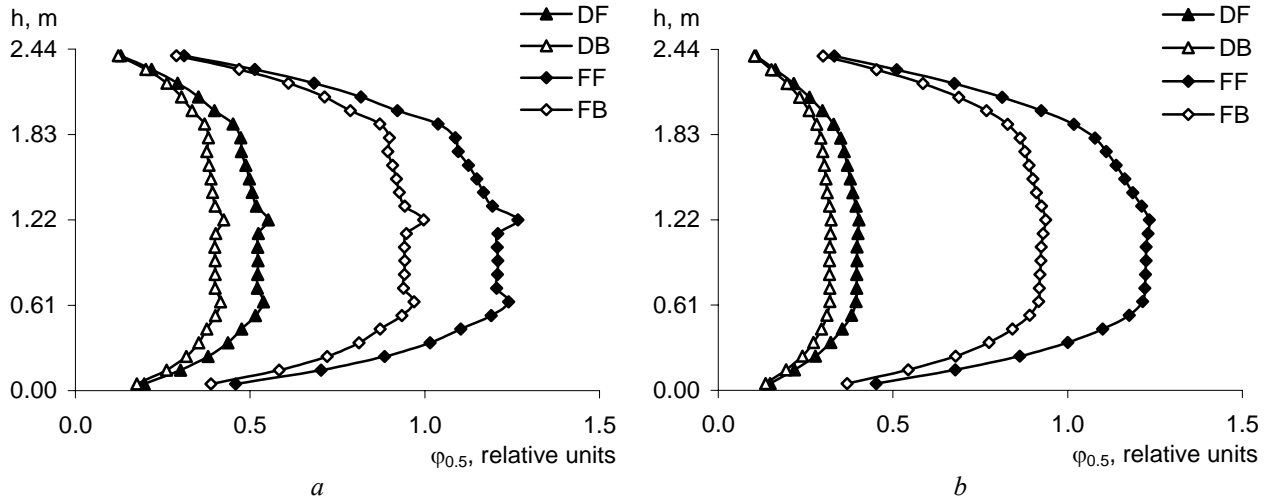 h, m
2.44
1.83
1.22
0.61
0.00
0.0
0.5
1.0
1.5
φ0.5, relative units
DF
DB
FF
FB
a
h, m
2.44
1.83
1.22
0.61
0.00
0.0
0.5
1.0
1.5
φ0.5, relative units
DF
DB
FF
FB
b